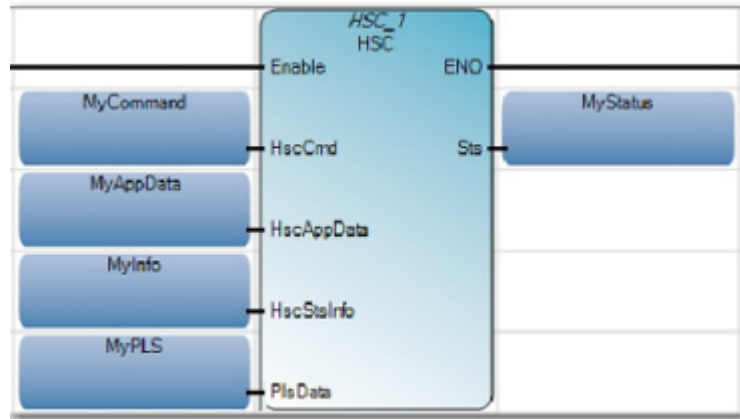 HSC_1
HSC
Enable ENO
MyCommand MyStatus
HscCmd Sts
MyAppData
HscAppData
MyInfo
HscStsInfo
MyPLS
PlsData